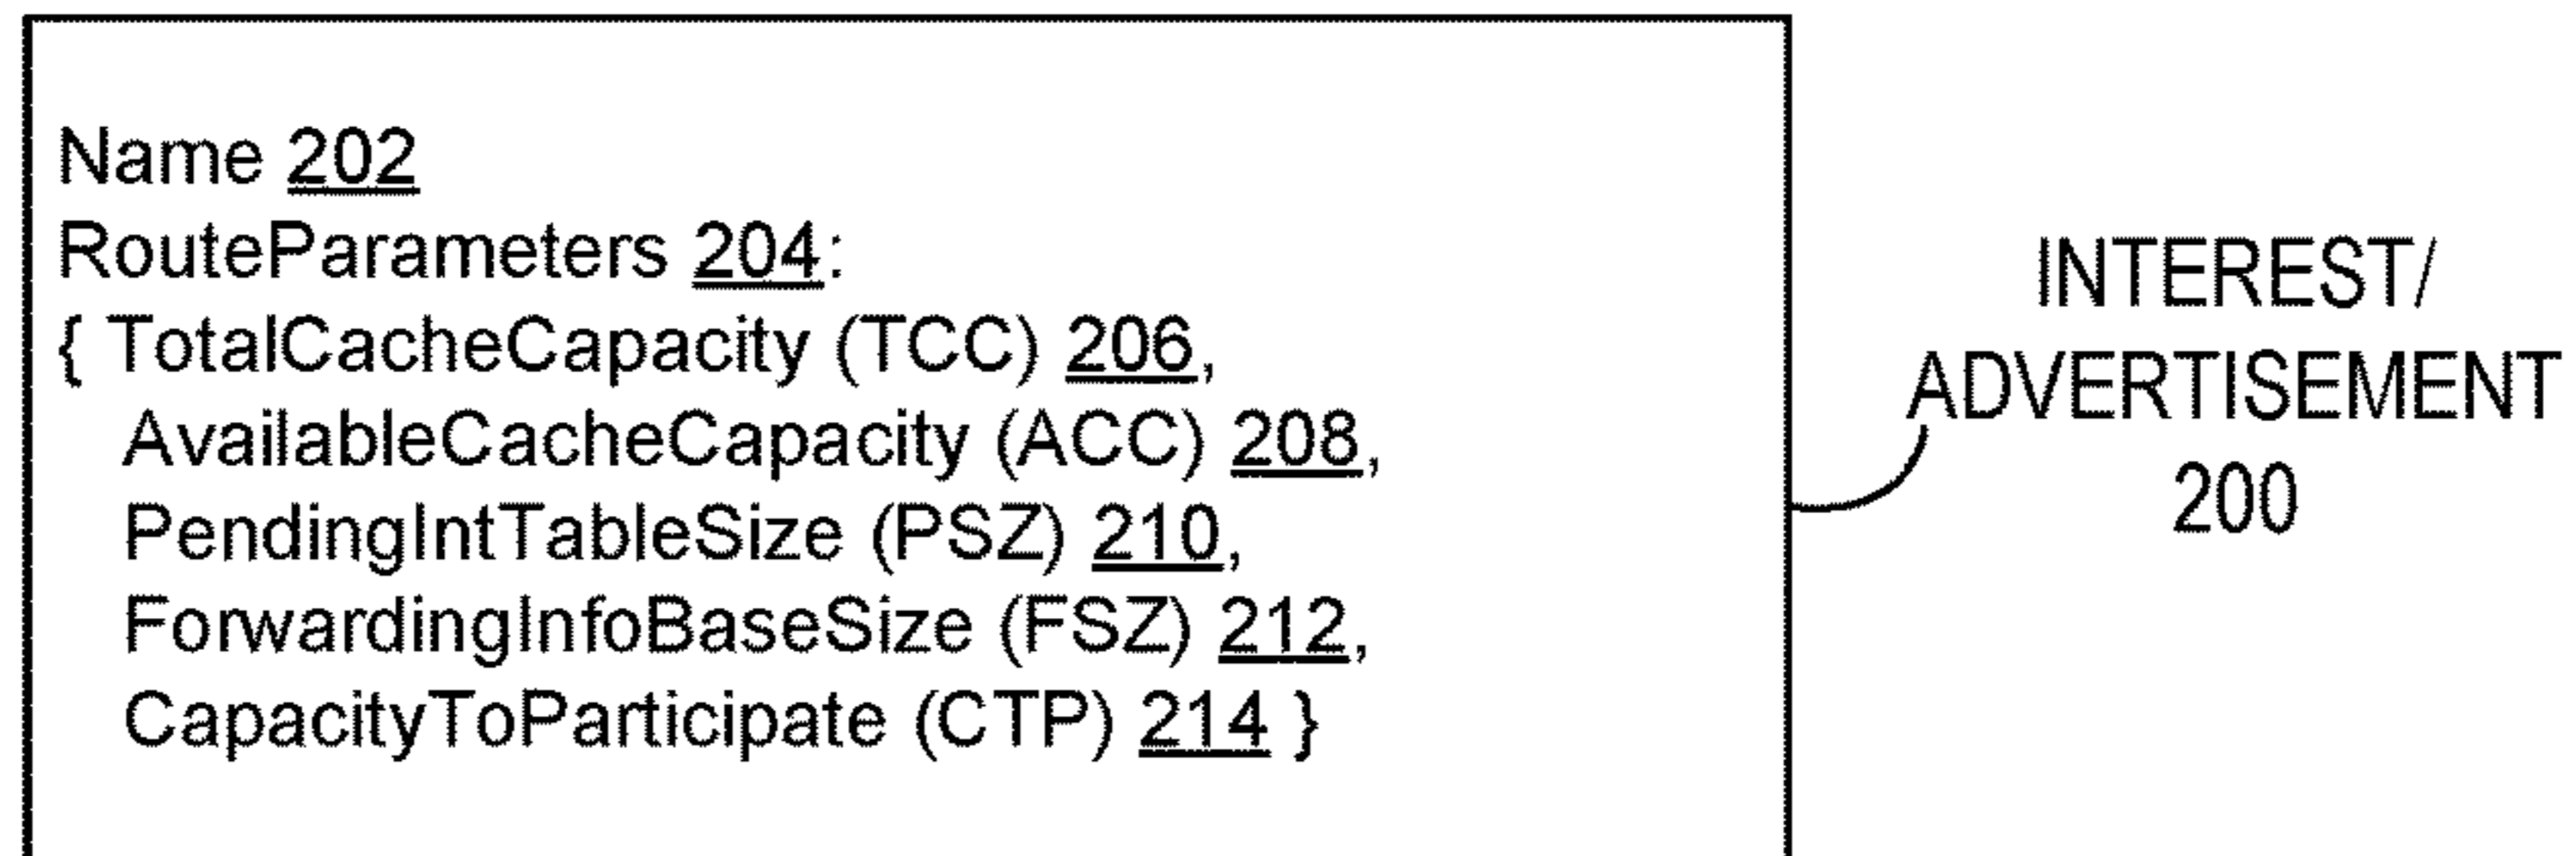 Name 202
RouteParameters 204:
{ TotalCacheCapacity (TCC) 206,
AvailableCacheCapacity (ACC) 208,
PendingIntTableSize (PSZ) 210,
ForwardingInfoBaseSize (FSZ) 212,
CapacityToParticipate (CTP) 214 }
INTEREST/
ADVERTISEMENT
200